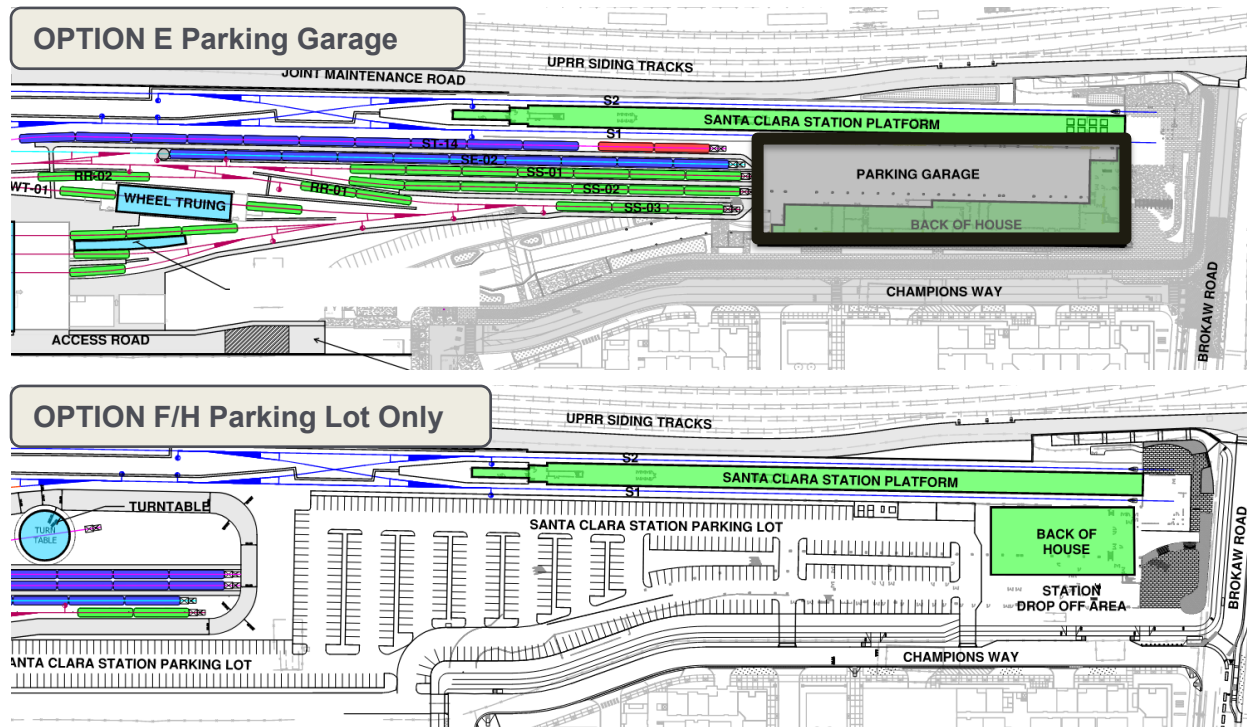 OPTION E Parking Garage
UPRR SIDING TRACKS
JOINT MAINTENANCE ROAD
S2
SANTA CLARA STATION PLATFORM
S1
ST-14
SE-02
SS-01
RR-02
RR-01
SS-02
WT-01
WHEEL TRUING
SS-03
PARKING GARAGE
BACK OF HOUSE
CHAMPIONS WAY
BROKAW ROAD
ACCESS ROAD
OPTION F/H Parking Lot Only
UPRR SIDING TRACKS
S2
SANTA CLARA STATION PLATFORM
S1
TURNTABLE
TURN
TABLE
SANTA CLARA STATION PARKING LOT
BACK OF
HOUSE
STATION
DROP OFF AREA
BROKAW ROAD
CHAMPIONS WAY
ANTA CLARA STATION PARKING LOT